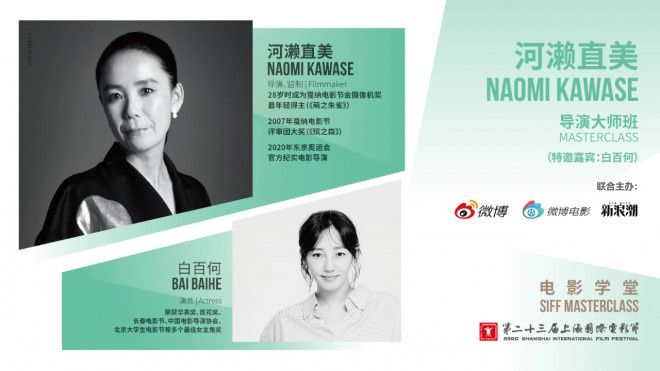 河濑直美
NAOMI KAWASE
导演、监制 | Filmmaker
28岁时成为戛纳电影节金摄像机奖
最年轻得主《萌之朱雀》
2007年戛纳电影节
评审团大奖《殡之森》
2020年东京奥运会
官方纪实电影导演
白百何
BAI BAIHE
演员 | Actress
荣获华表奖、百花奖、
长春电影节、中国电影导演协会、
北京大学生电影节等多个最佳女主角奖
河濑直美
NAOMI KAWASE
导演大师班
MASTERCLASS
(特邀嘉宾:白百何)
联合主办:
微博
微博电影
新浪潮
电影学堂
SIFF MASTERCLASS
第二十三届上海国际电影节
23RD SHANGHAI INTERNATIONAL FILM FESTIVAL